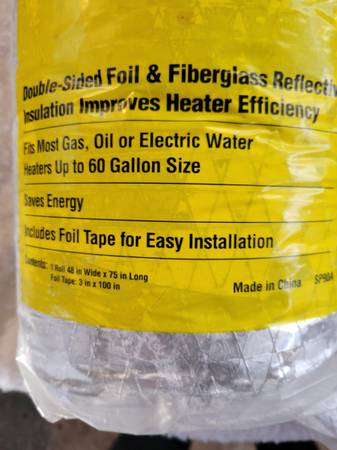 Double-Sided Foil & Fiberglass Reflectiv
Insulation Improves Heater Efficiency
Fits Most Gas, Oil or Electric Water
Heaters Up to 60 Gallon Size
Saves Energy
Includes Foil Tape for Easy Installation
Contents: 1 Roll 48 in Wide x 75 in Long
Foil Tape: 3 in x 100 in
Made in China SP90A